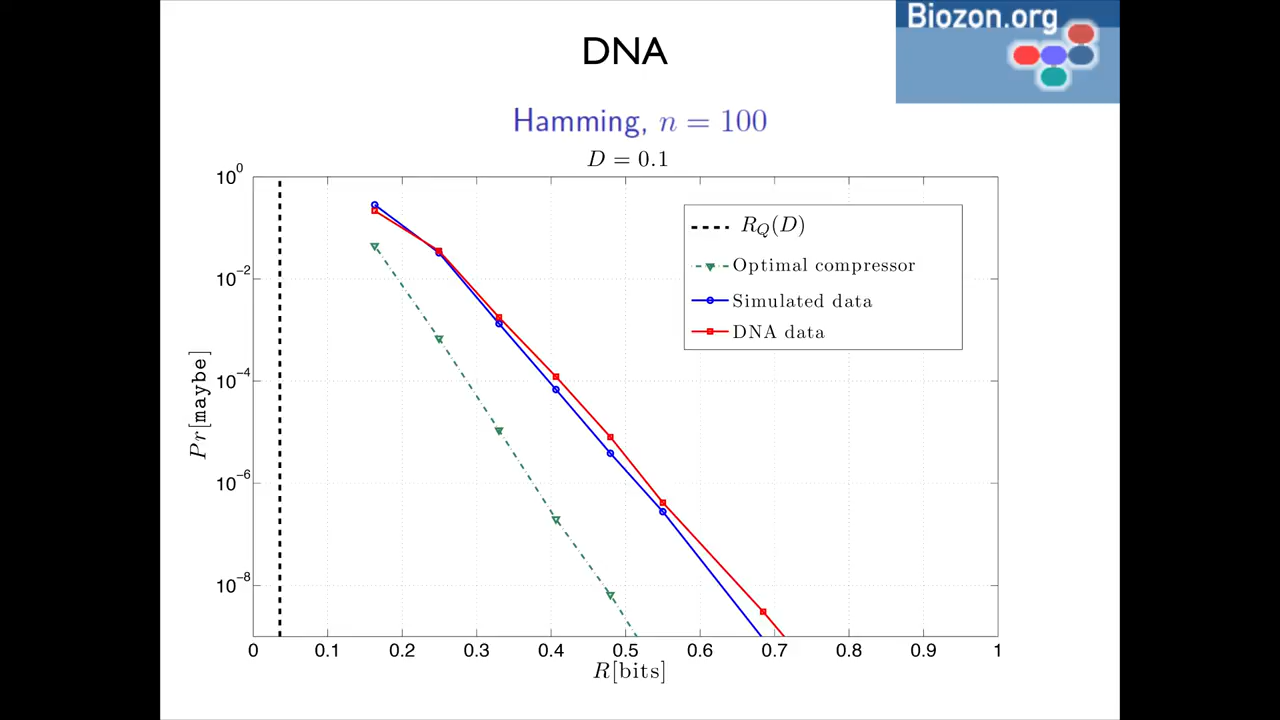 Biozon.org
DNA
Hamming, n = 100
D = 0.1
10^0
10^-2
10^-4
10^-6
10^-8
Pr[maybe]
R_Q(D)
Optimal compressor
Simulated data
DNA data
0 0.1 0.2 0.3 0.4 0.5 0.6 0.7 0.8 0.9 1
R[bits]